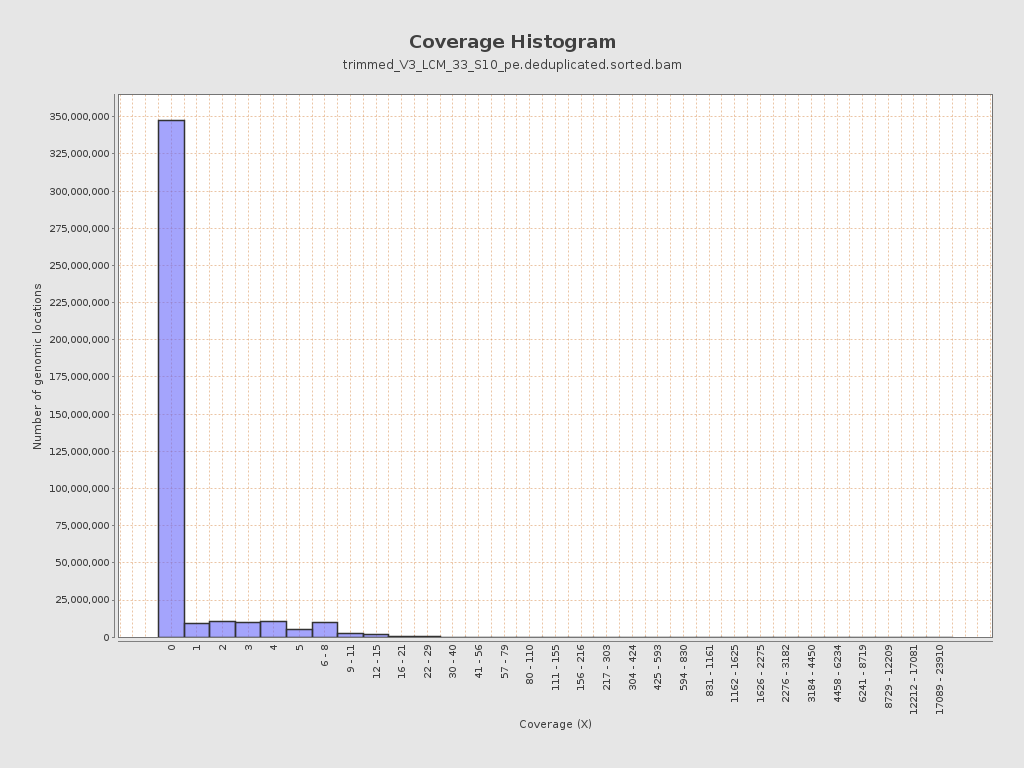 Coverage Histogram
trimmed_V3_LCM_33_S10_pe.deduplicated.sorted.bam
Number of genomic locations
350,000,000
325,000,000
300,000,000
275,000,000
250,000,000
225,000,000
200,000,000
175,000,000
150,000,000
125,000,000
100,000,000
75,000,000
50,000,000
25,000,000
0
0
1
2
3
4
5
6 - 8
9 - 11
12 - 15
16 - 21
22 - 29
30 - 40
41 - 56
57 - 79
80 - 110
111 - 155
156 - 216
217 - 303
304 - 424
425 - 593
594 - 830
831 - 1161
1162 - 1625
1626 - 2275
2276 - 3182
3184 - 4450
4458 - 6234
6241 - 8719
8729 - 12209
12212 - 17081
17089 - 23910
Coverage (X)